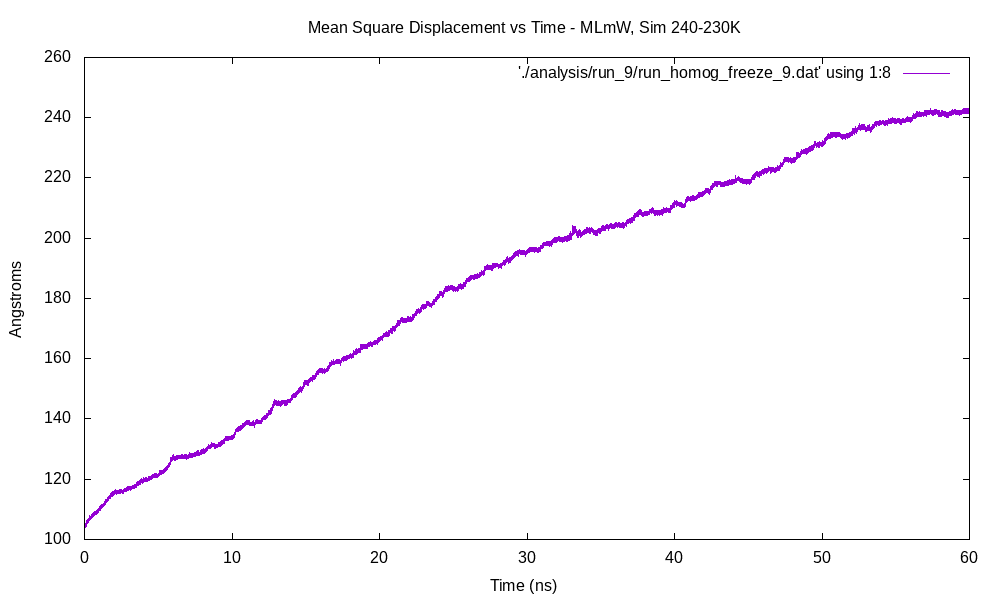 Mean Square Displacement vs Time - MLmW, Sim 240-230K
'./analysis/run_9/run_homog_freeze_9.dat' using 1:8
260
240
220
200
180
160
140
120
100
Angstroms
0 10 20 30 40 50 60
Time (ns)